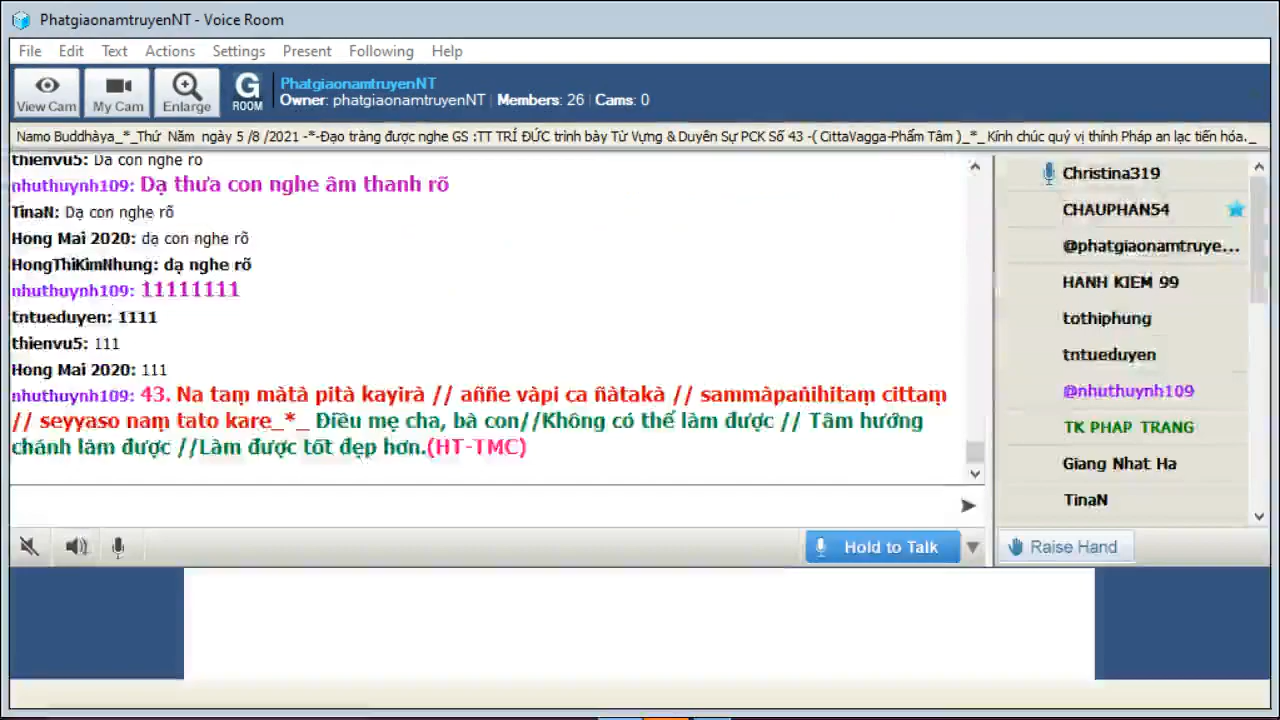 PhatgiaonamtruyenNT - Voice Room
File Edit Text Actions Settings Present Following Help
View Cam My Cam Enlarge G ROOM
PhatgiaonamtruyenNT
Owner: phatgiaonamtruyenNT | Members: 26 | Cams: 0
Namo Buddhàya_*_Thứ Năm ngày 5 /8 /2021 -*-Đạo tràng được nghe GS :TT TRÍ ĐỨC trình bày Từ Vựng & Duyên Sự PCK Số 43 -( CittaVagga-Phẩm Tâm )_*_Kính chúc quý vị thính Pháp an lạc tiến hóa._
thienvu5: Dạ con nghe rõ
nhuthuynh109: Dạ thưa con nghe âm thanh rõ
TinaN: Dạ con nghe rõ
Hong Mai 2020: dạ con nghe rõ
HongThiKimNhung: dạ nghe rõ
nhuthuynh109: 11111111
tntueduyen: 1111
thienvu5: 111
Hong Mai 2020: 111
nhuthuynh109: 43. Na taṃ màtà pità kayirà // aññe vàpi ca ñàtakà // sammàpaṅihitaṃ cittaṃ
// seyyaso naṃ tato kare_*_ Điều mẹ cha, bà con//Không có thể làm được // Tâm hướng
chánh làm được //Làm được tốt đẹp hơn.(HT-TMC)
Christina319
CHAUPHAN54
@phatgiaonamtruye...
HANH KIEM 99
tothiphung
tntueduyen
@nhuthuynh109
TK PHAP TRANG
Giang Nhat Ha
TinaN
Hold to Talk
Raise Hand